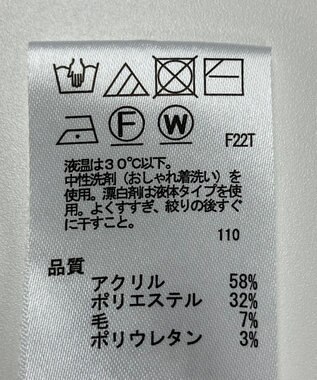 F W F22T
液温は30℃以下。
中性洗剤(おしゃれ着洗い)を
使用。漂白剤は液体タイプを使
用。よくすすぎ、絞りの後すぐ
に干すこと。
110
品質
アクリル 58%
ポリエステル 32%
毛 7%
ポリウレタン 3%